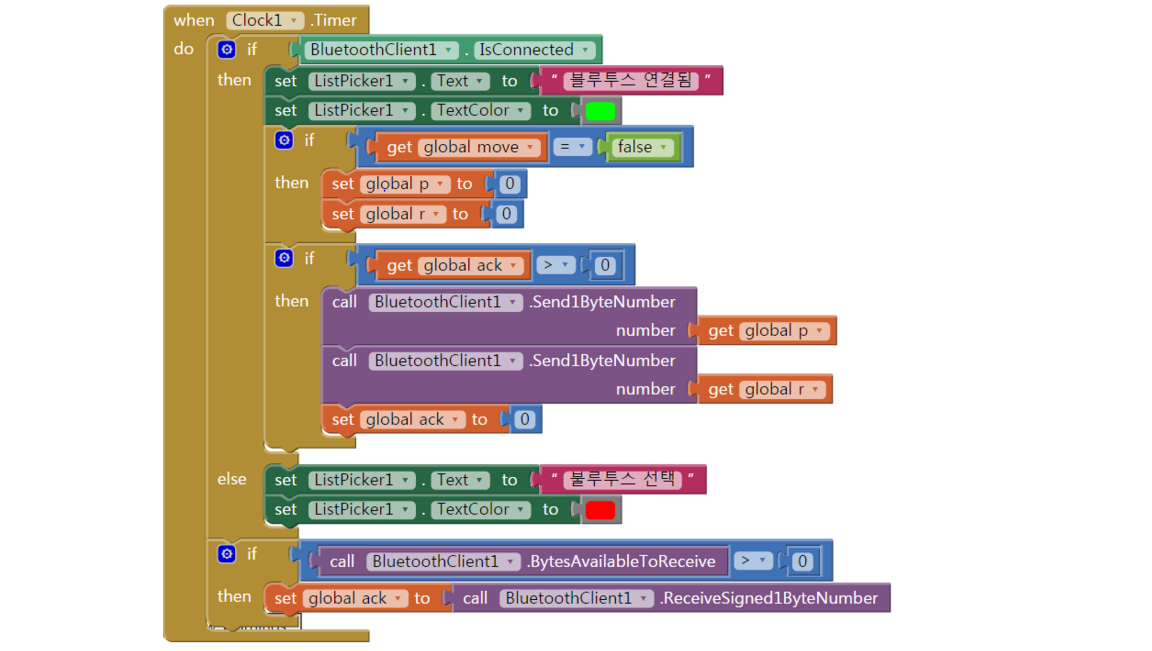 when Clock1 .Timer
do if BluetoothClient1 . IsConnected
then set ListPicker1 . Text to " 블루투스 연결됨 "
set ListPicker1 . TextColor to
if get global move = false
then set global p to 0
set global r to 0
if get global ack > 0
then call BluetoothClient1 .Send1ByteNumber
number get global p
call BluetoothClient1 .Send1ByteNumber
number get global r
set global ack to 0
else set ListPicker1 . Text to " 불루투스 선택 "
set ListPicker1 . TextColor to
if call BluetoothClient1 .BytesAvailableToReceive > 0
then set global ack to call BluetoothClient1 .ReceiveSigned1ByteNumber